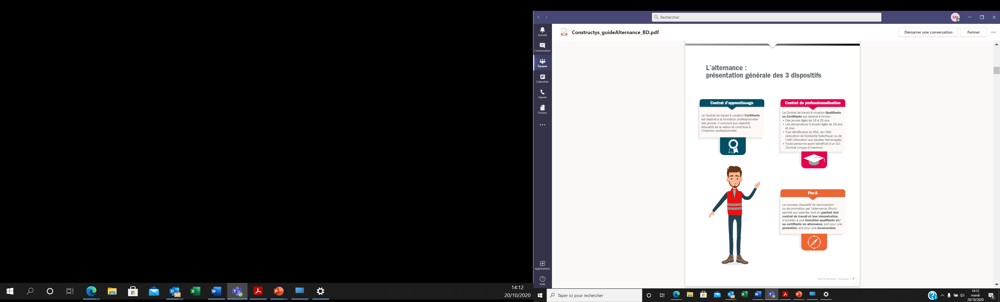 14:12
20/10/2020
Rechercher
SM
Activité
Conversation
Équipes
Calendrier
Appels
Fichiers
Applications
Aide
Constructys_guideAlternance_BD.pdf
Démarrer une conversation
Fermer
L'alternance :
présentation générale des 3 dispositifs
Contrat d'apprentissage
Le Contrat de travail à vocation Certifiante
est destiné à la formation professionnelle
des jeunes. Il concourt aux objectifs
éducatifs de la nation et contribue à
l'insertion professionnelle.
Contrat de professionnalisation
Le Contrat de travail à vocation Qualifiante
ou Certifiante est destiné à former :
• Des jeunes âgés de 16 à 25 ans
• Les demandeurs d'emploi âgés de 26 ans
et plus
• Tout bénéficiaire du RSA, de l'ASS
(Allocation de Solidarité Spécifique) ou de
l'AAH (Allocation aux Adultes Handicapés)
• Toute personne ayant bénéficié d'un CUI
(Contrat Unique d'Insertion)
Pro-A
Le nouveau dispositif de reconversion
ou de promotion par l'alternance (Pro-A)
permet aux salariés, tout en gardant leur
contrat de travail et leur rémunération,
d'accéder à une formation qualifiante et/
ou certifiante en alternance, soit pour une
promotion, soit pour une reconversion.
Guide de l'alternance – Constructys | 5
Taper ici pour rechercher
14:12
mardi
20/10/2020
6